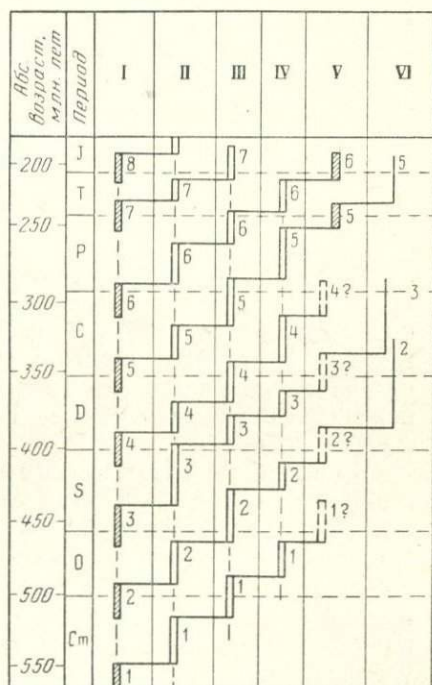 Абс. возраст, млн. лет
Период
I II III IV V VI
200
250
300
350
400
450
500
550
J
T
P
C
D
S
O
Cm
8 7 6 5 4 3 2 1
7 6 5 4 3 2 1
7 6 5 4 3 2 1
6 5 4 3 2 1
6 5 4? 3? 2? 1?
5 3 2